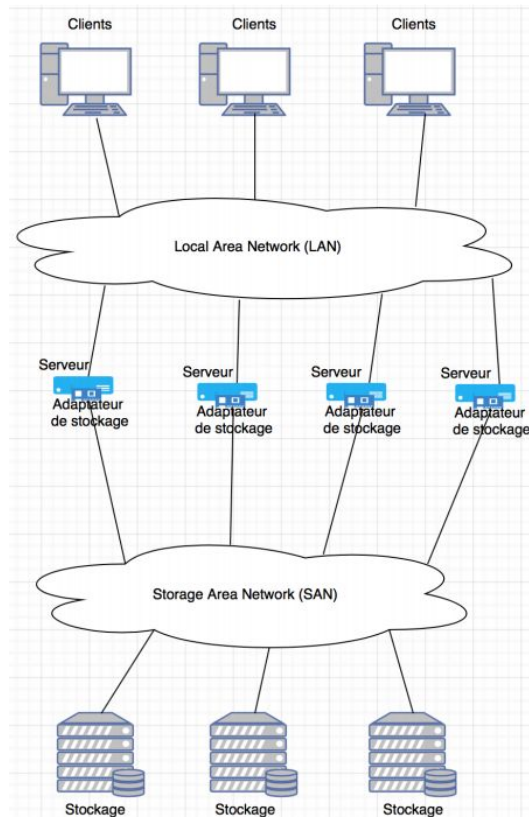 Clients
Clients
Clients
Local Area Network (LAN)
Serveur
Serveur
Serveur
Serveur
Adaptateur
de stockage
Adaptateur
de stockage
Adaptateur
de stockage
Adaptateur
de stockage
Storage Area Network (SAN)
Stockage
Stockage
Stockage